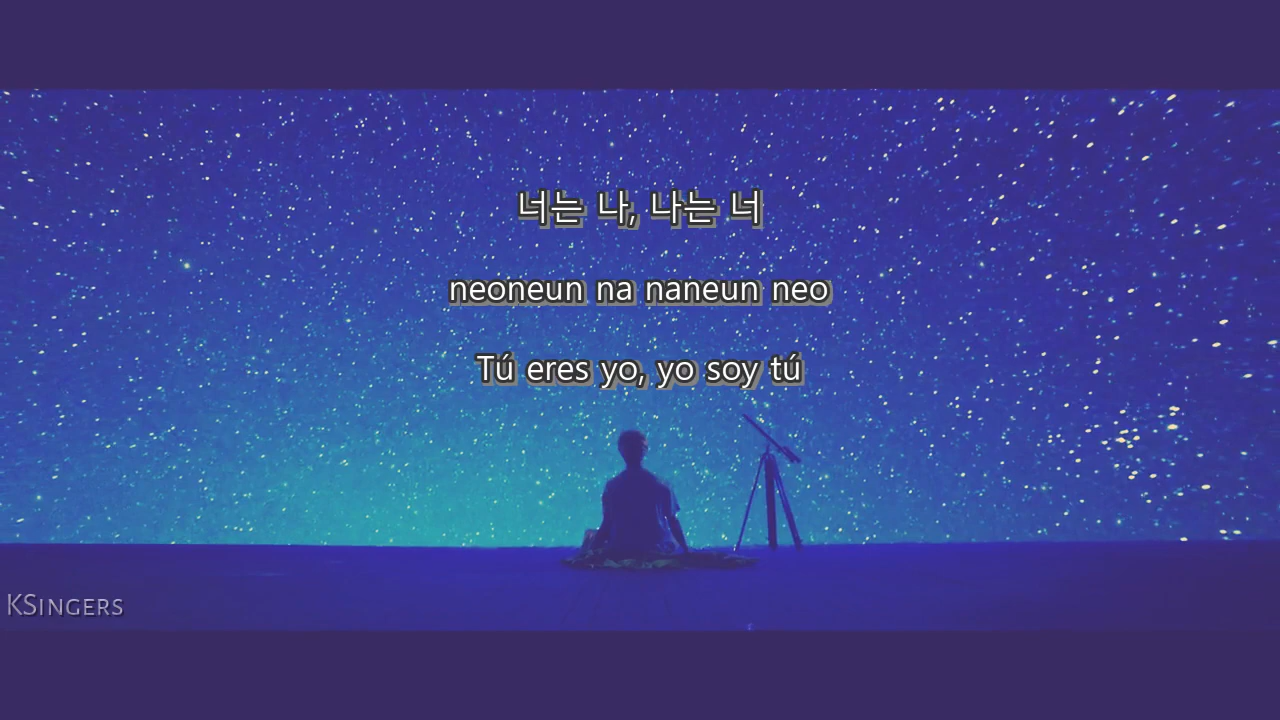 너는 나, 나는 너
neoneun na naneun neo
Tú eres yo, yo soy tú
KSingers